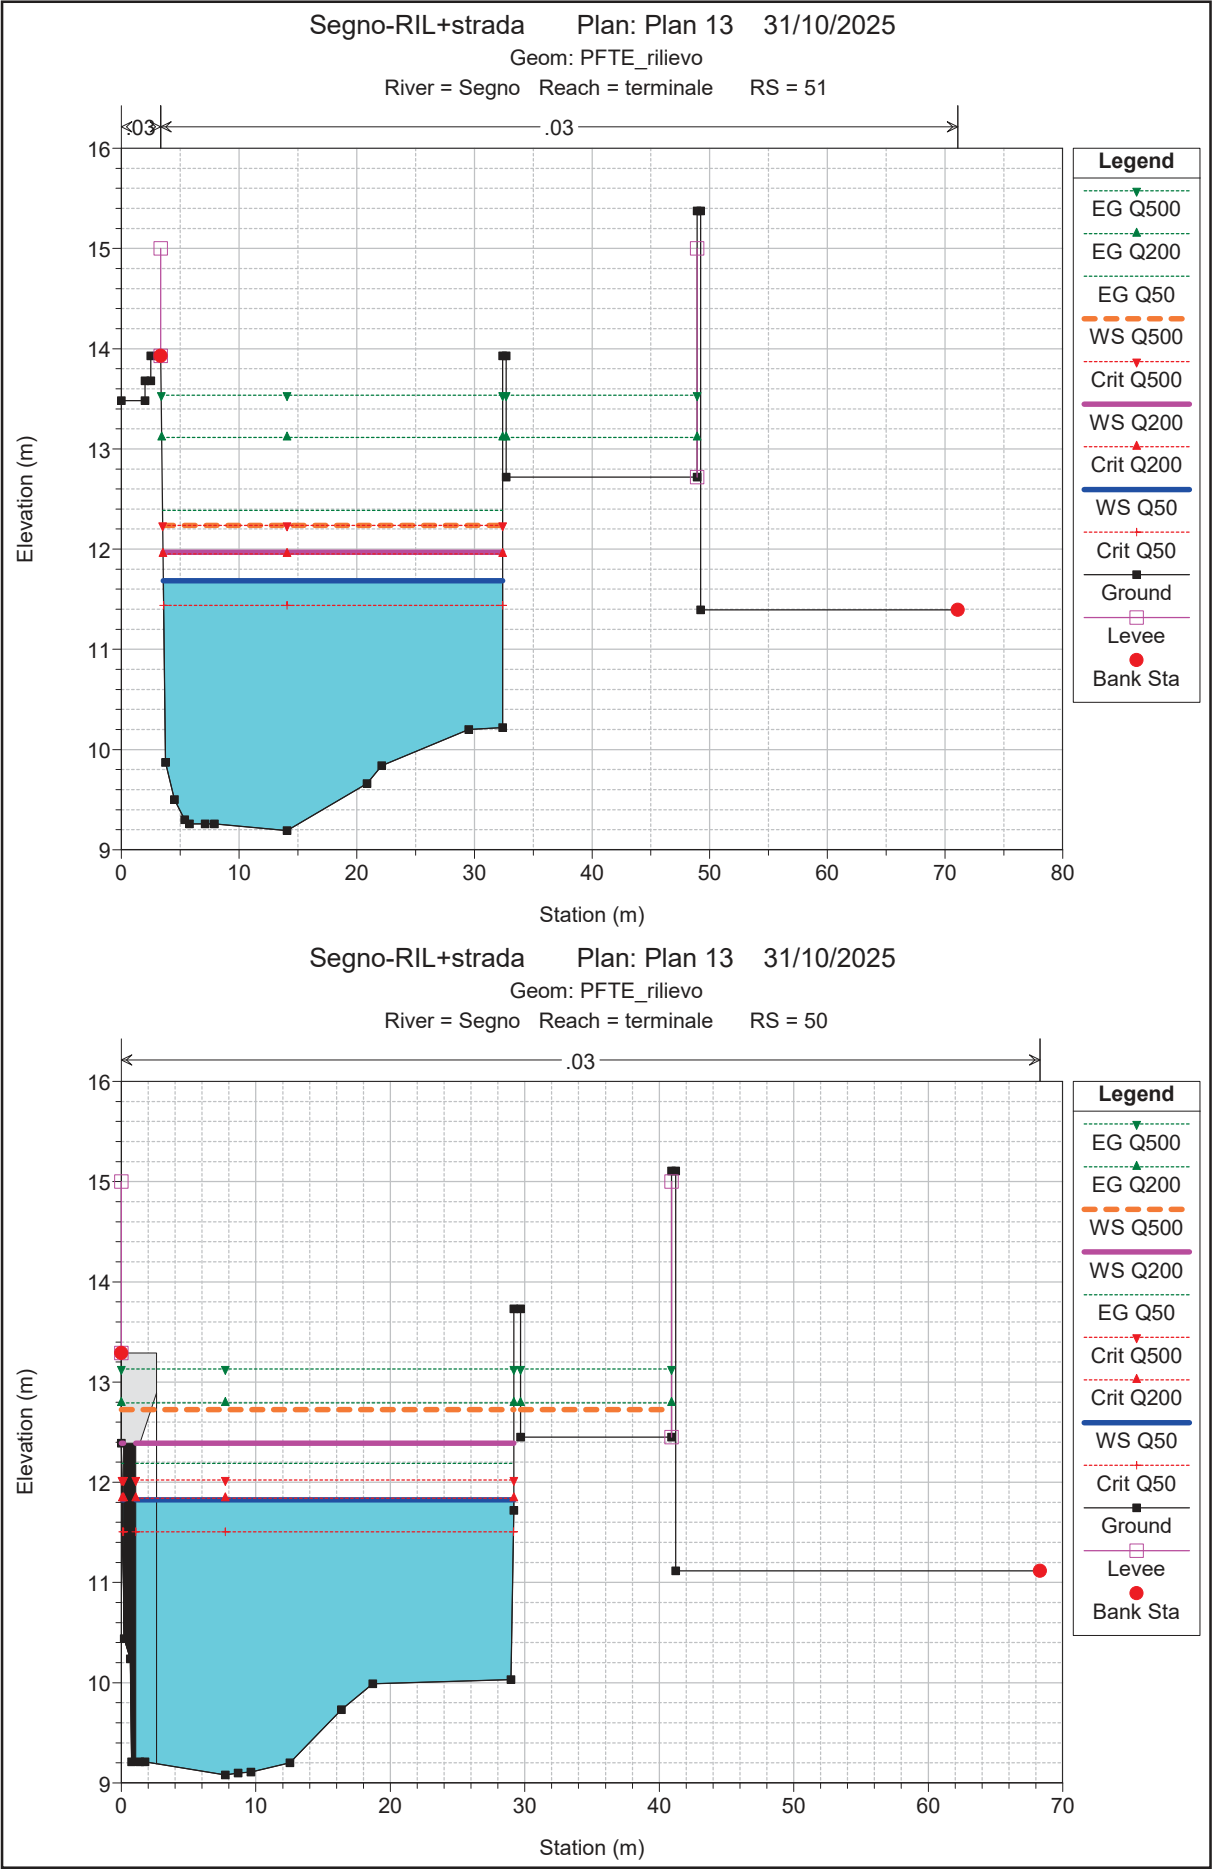 Segno-RIL+strada Plan: Plan 13 31/10/2025
Geom: PFTE_rilievo
River = Segno Reach = terminale RS = 51
.03 .03
16
15
14
13
12
11
10
9
Elevation (m)
0 10 20 30 40 50 60 70 80
Station (m)
Legend
EG Q500
EG Q200
EG Q50
WS Q500
Crit Q500
WS Q200
Crit Q200
WS Q50
Crit Q50
Ground
Levee
Bank Sta
Segno-RIL+strada Plan: Plan 13 31/10/2025
Geom: PFTE_rilievo
River = Segno Reach = terminale RS = 50
.03
16
15
14
13
12
11
10
9
Elevation (m)
0 10 20 30 40 50 60 70
Station (m)
Legend
EG Q500
EG Q200
WS Q500
WS Q200
EG Q50
Crit Q500
Crit Q200
WS Q50
Crit Q50
Ground
Levee
Bank Sta